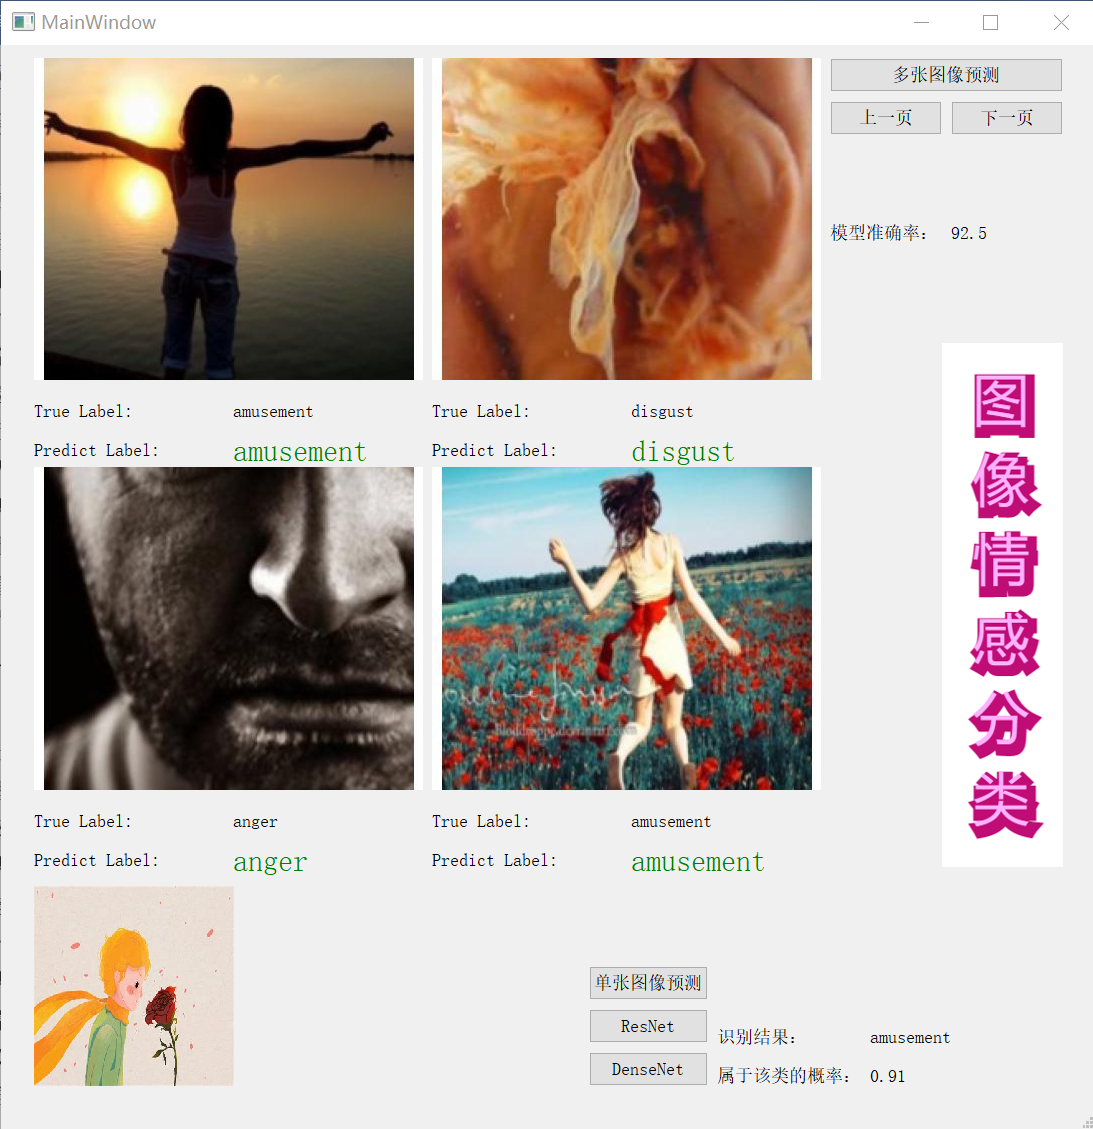 MainWindow
多张图像预测
上一页 下一页
模型准确率： 92.5
True Label: amusement
Predict Label: amusement
True Label: disgust
Predict Label: disgust
True Label: anger
Predict Label: anger
True Label: amusement
Predict Label: amusement
图像情感分类
单张图像预测
ResNet
DenseNet
识别结果： amusement
属于该类的概率： 0.91